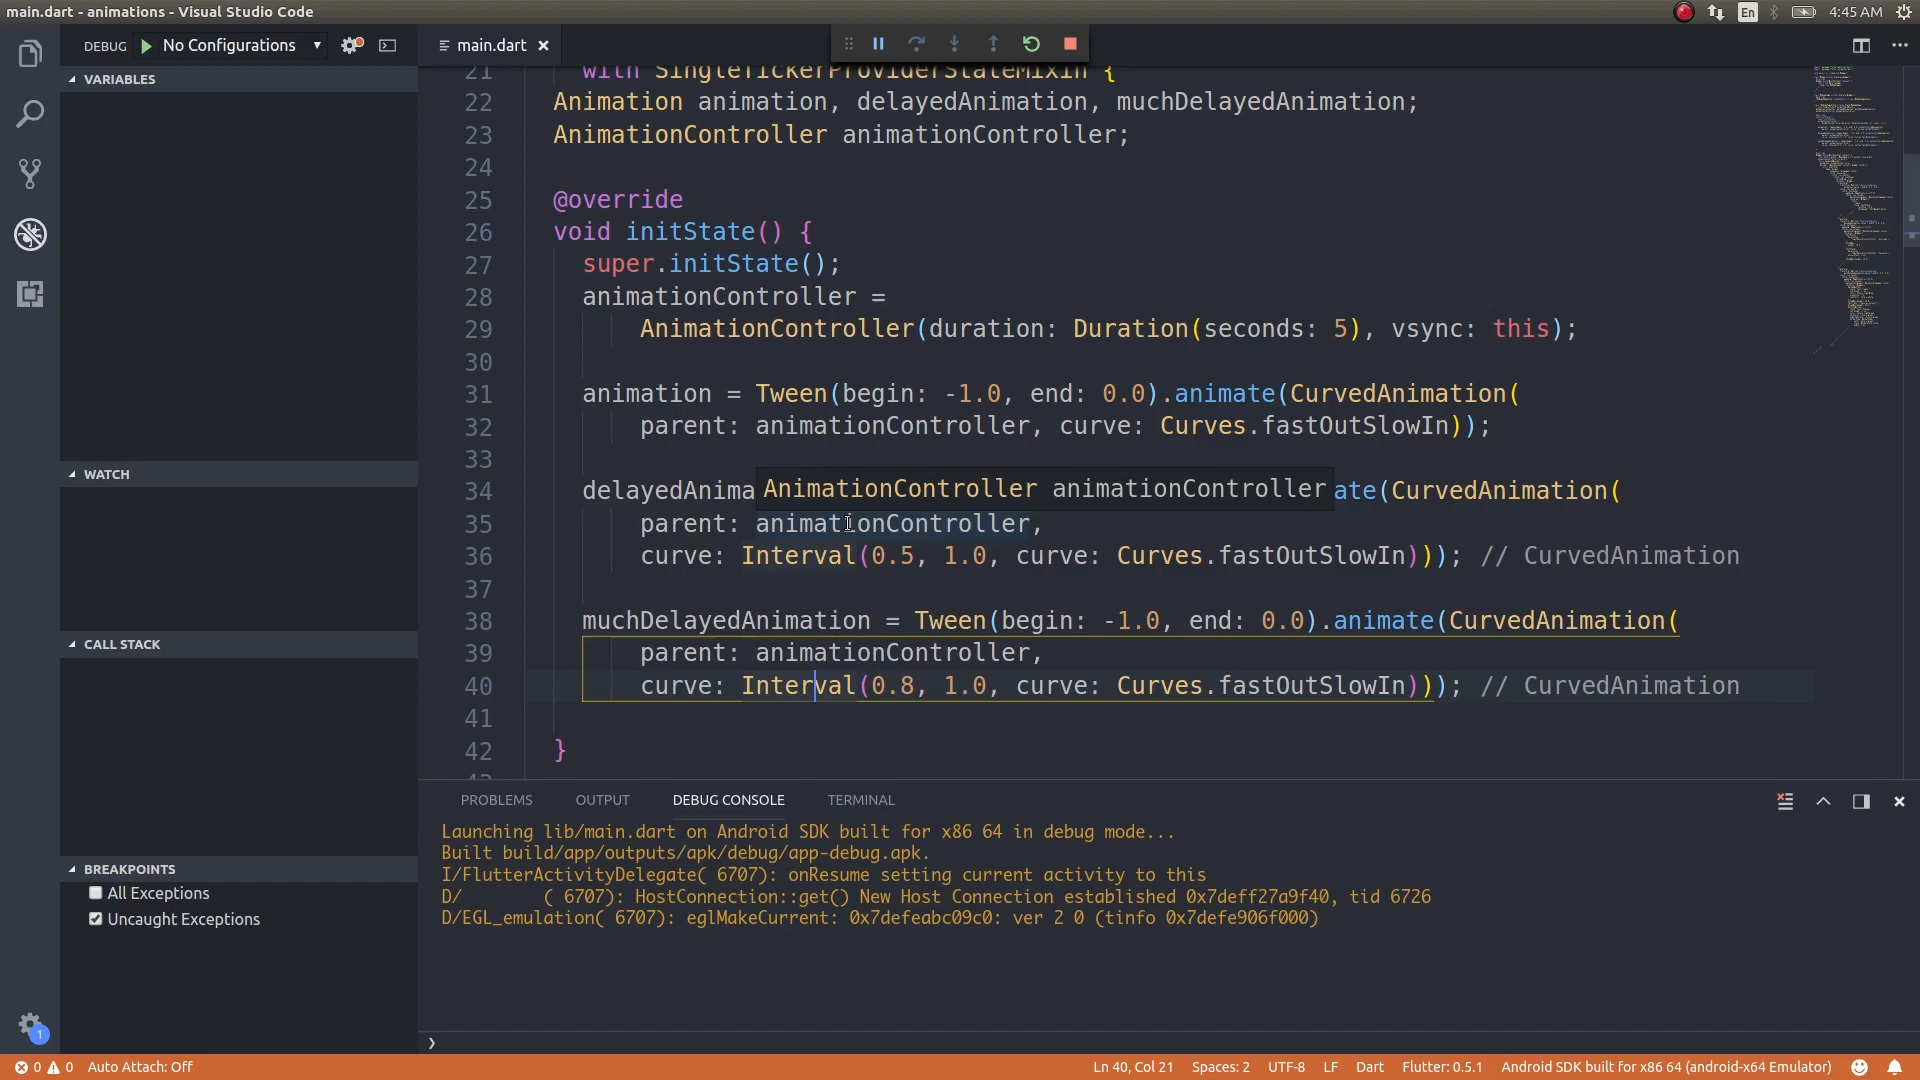 main.dart - animations - Visual Studio Code
En
4:45 AM
DEBUG
No Configurations
main.dart
VARIABLES
WATCH
CALL STACK
BREAKPOINTS
All Exceptions
Uncaught Exceptions
1
21 with SingleTickerProviderStateMixin {
22 Animation animation, delayedAnimation, muchDelayedAnimation;
23 AnimationController animationController;
24
25 @override
26 void initState() {
27 super.initState();
28 animationController =
29 AnimationController(duration: Duration(seconds: 5), vsync: this);
30
31 animation = Tween(begin: -1.0, end: 0.0).animate(CurvedAnimation(
32 parent: animationController, curve: Curves.fastOutSlowIn));
33
34 delayedAnima AnimationController animationController ate(CurvedAnimation(
35 parent: animationController,
36 curve: Interval(0.5, 1.0, curve: Curves.fastOutSlowIn))); // CurvedAnimation
37
38 muchDelayedAnimation = Tween(begin: -1.0, end: 0.0).animate(CurvedAnimation(
39 parent: animationController,
40 curve: Interval(0.8, 1.0, curve: Curves.fastOutSlowIn))); // CurvedAnimation
41
42 }
PROBLEMS OUTPUT DEBUG CONSOLE TERMINAL
Launching lib/main.dart on Android SDK built for x86 64 in debug mode...
Built build/app/outputs/apk/debug/app-debug.apk.
I/FlutterActivityDelegate( 6707): onResume setting current activity to this
D/ ( 6707): HostConnection::get() New Host Connection established 0x7deff27a9f40, tid 6726
D/EGL_emulation( 6707): eglMakeCurrent: 0x7defeabc09c0: ver 2 0 (tinfo 0x7defe906f000)
0 0 Auto Attach: Off
Ln 40, Col 21 Spaces: 2 UTF-8 LF Dart Flutter: 0.5.1 Android SDK built for x86 64 (android-x64 Emulator)